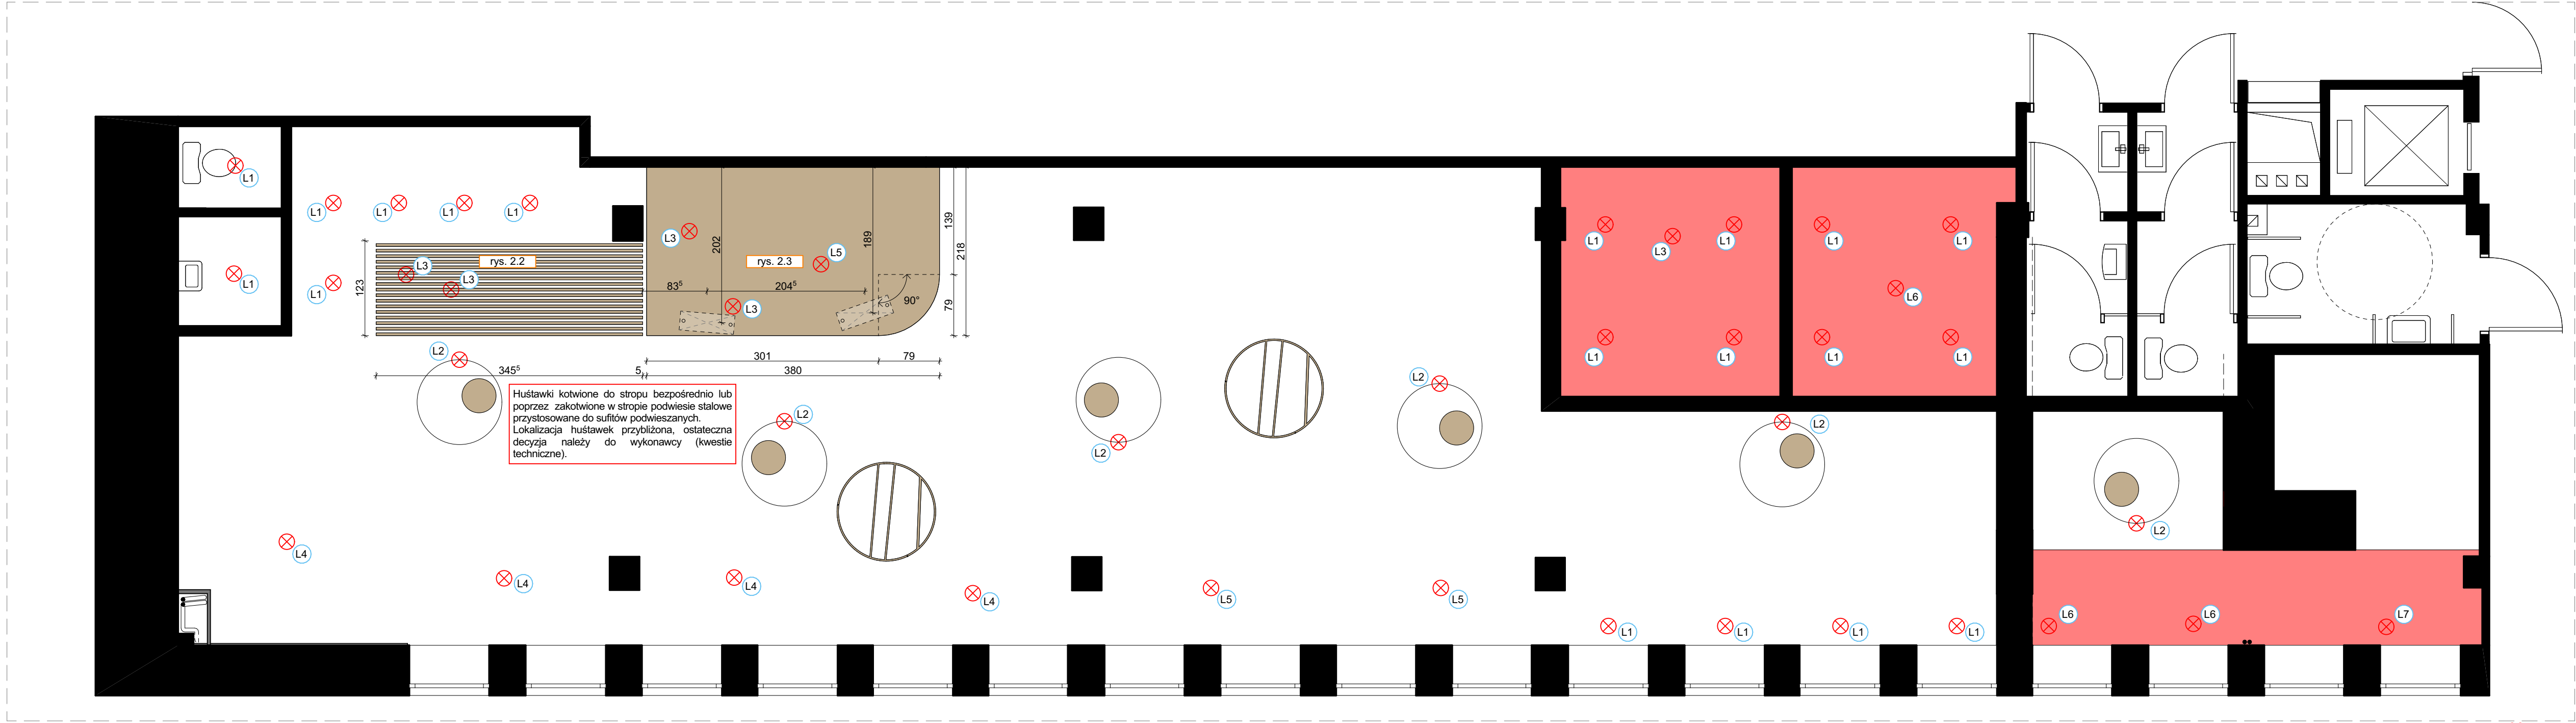 L1
L1
L1
L1
L1
L1
L1
L3
L3
rys. 2.2
123
L3
202
rys. 2.3
L5
189
139
218
83⁵
204⁵
90°
79
L3
301
79
345⁵
5
380
L2
Huśtawki kotwione do stropu bezpośrednio lub
poprzez zakotwione w stropie podwiesie stalowe
przystosowane do sufitów podwieszanych.
Lokalizacja huśtawek przybliżona, ostateczna
decyzja należy do wykonawcy (kwestie
techniczne).
L2
L2
L2
L1
L3
L1
L1
L1
L1
L1
L6
L1
L1
L2
L2
L4
L4
L4
L4
L5
L5
L1
L1
L1
L1
L6
L6
L7